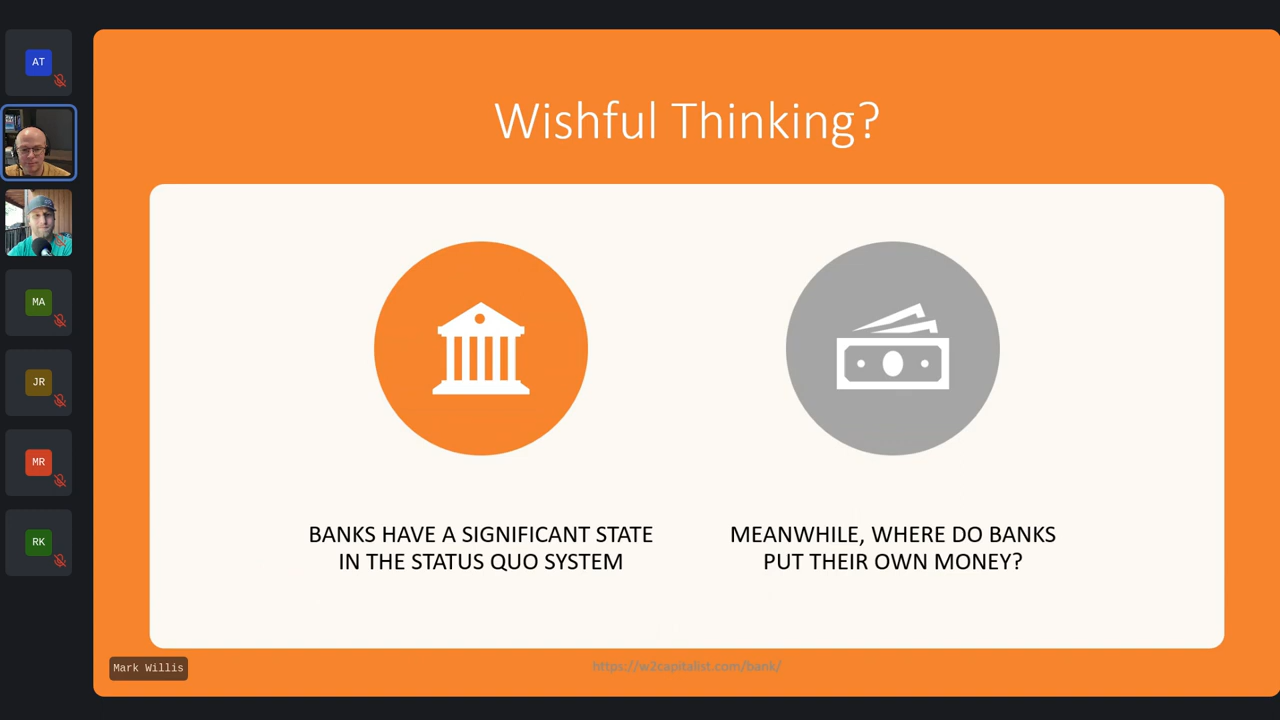 AT
Wishful Thinking?
MA
JR
MR
RK
BANKS HAVE A SIGNIFICANT STATE
IN THE STATUS QUO SYSTEM
MEANWHILE, WHERE DO BANKS
PUT THEIR OWN MONEY?
Mark Willis
https://w2capitalist.com/bank/